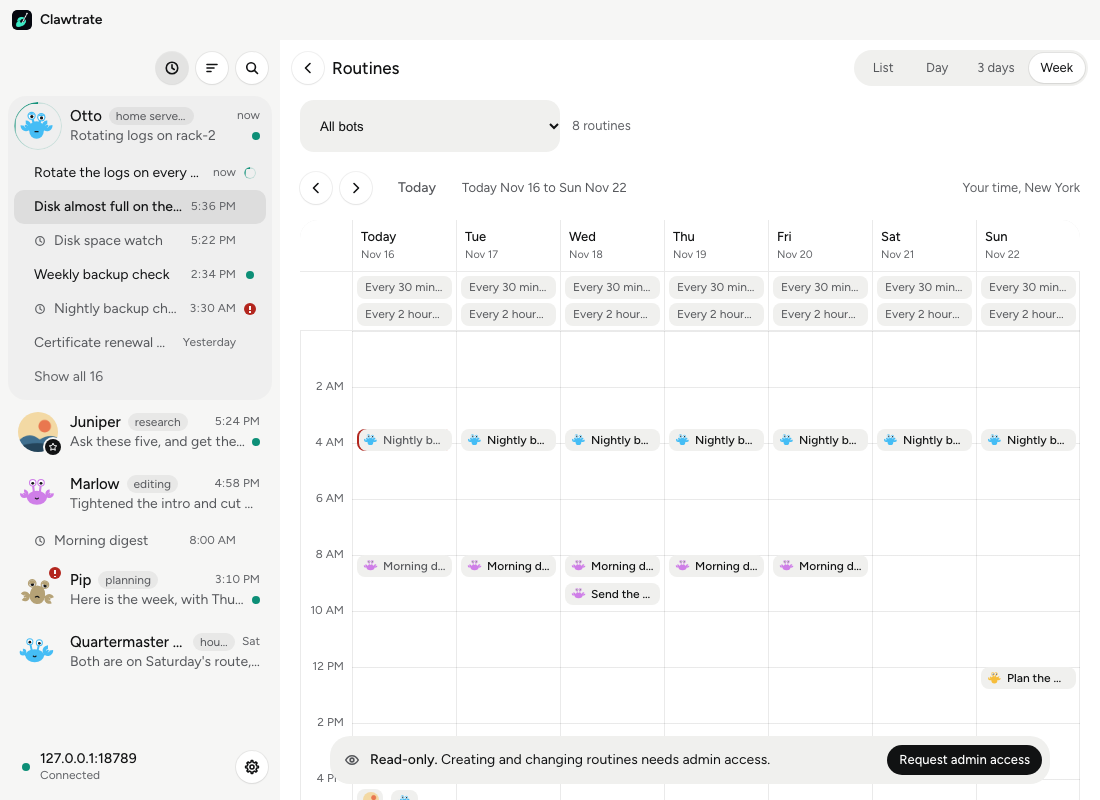 Clawtrate
Routines
List
Day
3 days
Week
Otto
home serve...
now
Rotating logs on rack-2
Rotate the logs on every ...
now
Disk almost full on the...
5:36 PM
Disk space watch
5:22 PM
Weekly backup check
2:34 PM
Nightly backup ch...
3:30 AM
Certificate renewal ...
Yesterday
Show all 16
Juniper
research
5:24 PM
Ask these five, and get the...
Marlow
editing
4:58 PM
Tightened the intro and cut ...
Morning digest
8:00 AM
Pip
planning
3:10 PM
Here is the week, with Thu...
Quartermaster ...
hou...
Sat
Both are on Saturday's route,...
127.0.0.1:18789
Connected
All bots
8 routines
Today
Today Nov 16 to Sun Nov 22
Your time, New York
Today
Nov 16
Tue
Nov 17
Wed
Nov 18
Thu
Nov 19
Fri
Nov 20
Sat
Nov 21
Sun
Nov 22
Every 30 min...
Every 30 min...
Every 30 min...
Every 30 min...
Every 30 min...
Every 30 min...
Every 30 min...
Every 2 hour...
Every 2 hour...
Every 2 hour...
Every 2 hour...
Every 2 hour...
Every 2 hour...
Every 2 hour...
2 AM
4 AM
Nightly b...
Nightly b...
Nightly b...
Nightly b...
Nightly b...
Nightly b...
Nightly b...
6 AM
8 AM
Morning d...
Morning d...
Morning d...
Morning d...
Morning d...
Send the ...
10 AM
12 PM
Plan the ...
2 PM
4 P
Read-only. Creating and changing routines needs admin access.
Request admin access